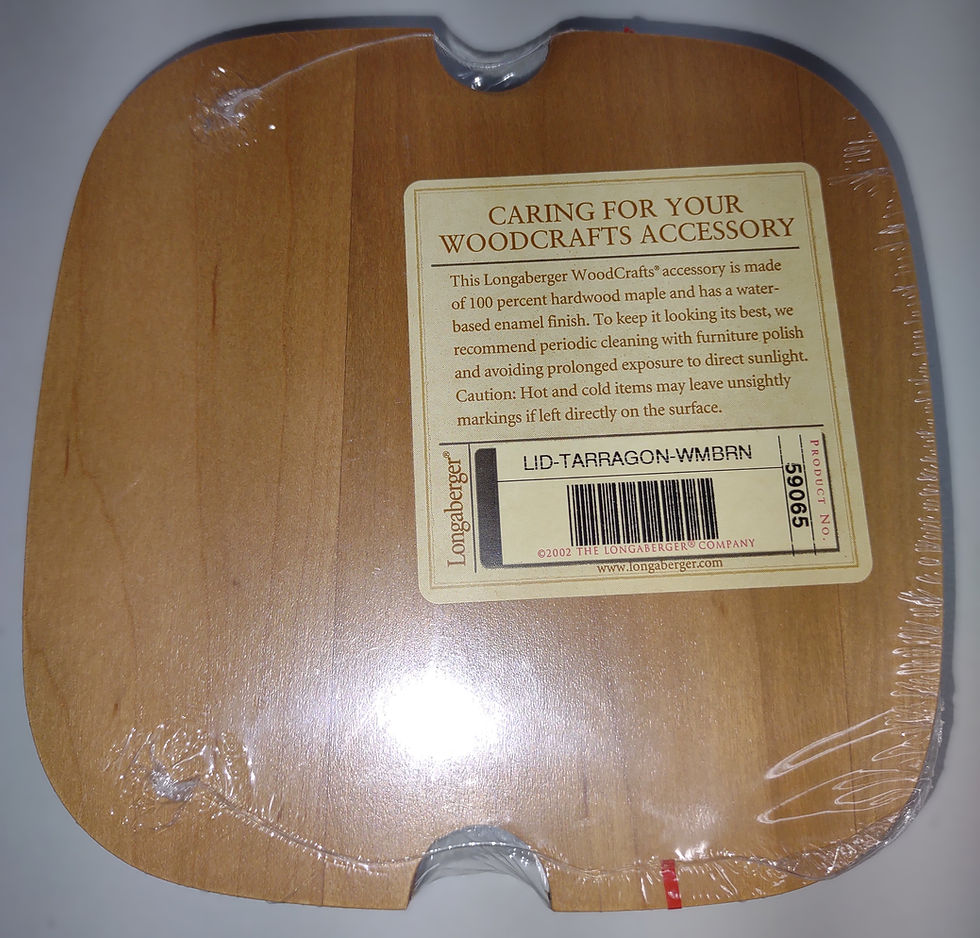 CARING FOR YOUR
WOODCRAFTS ACCESSORY
This Longaberger WoodCrafts® accessory is made
of 100 percent hardwood maple and has a water-
based enamel finish. To keep it looking its best, we
recommend periodic cleaning with furniture polish
and avoiding prolonged exposure to direct sunlight.
Caution: Hot and cold items may leave unsightly
markings if left directly on the surface.
Longaberger®
LID-TARRAGON-WMBRN
©2002 THE LONGABERGER® COMPANY
www.longaberger.com
59065
PRODUCT NO.